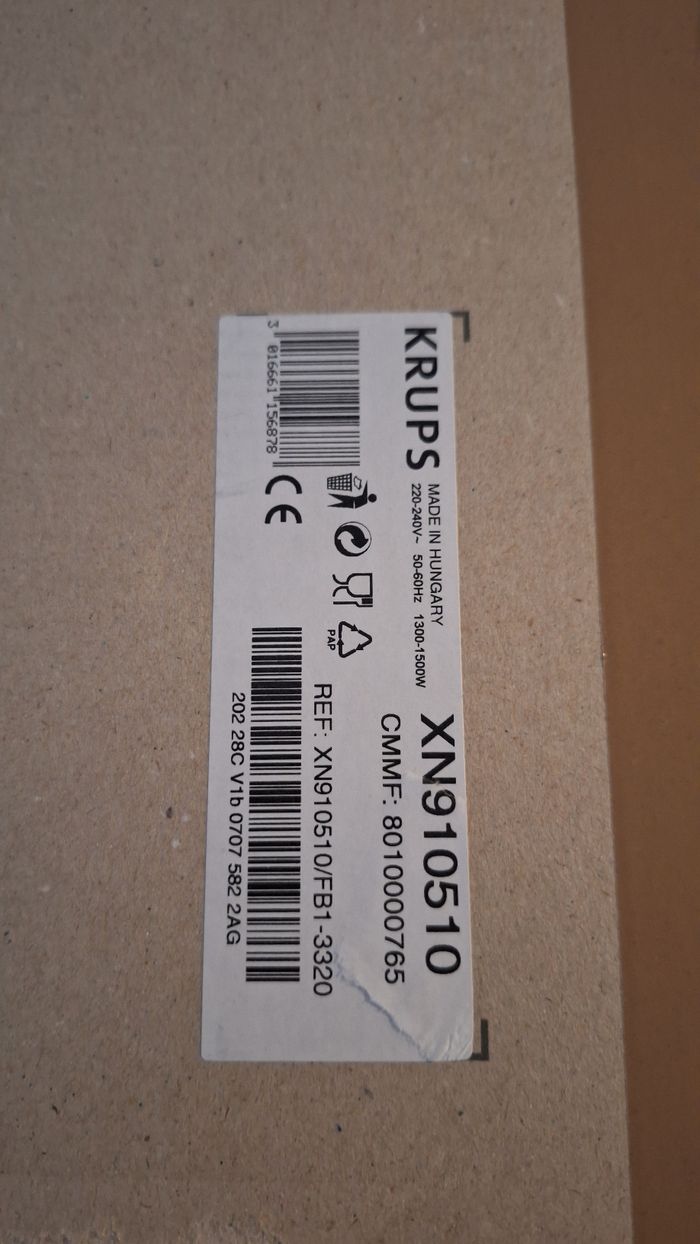 KRUPS
MADE IN HUNGARY
220-240V~ 50-60Hz 1300-1500W
XN910510
CMMF: 8010000765
PAP
REF: XN910510/FB1-3320
3 016661 156878
CE
202 28C V1b 0707 582 2AG